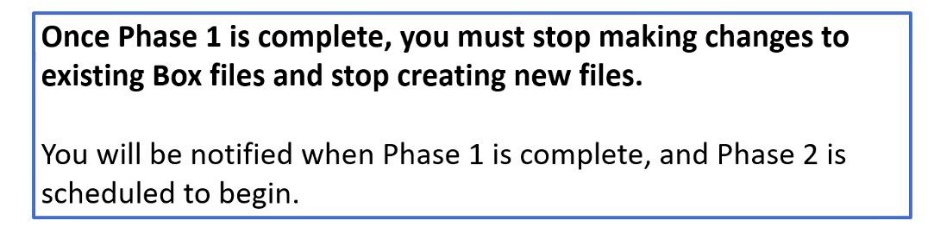 Once Phase 1 is complete, you must stop making changes to
existing Box files and stop creating new files.
You will be notified when Phase 1 is complete, and Phase 2 is
scheduled to begin.